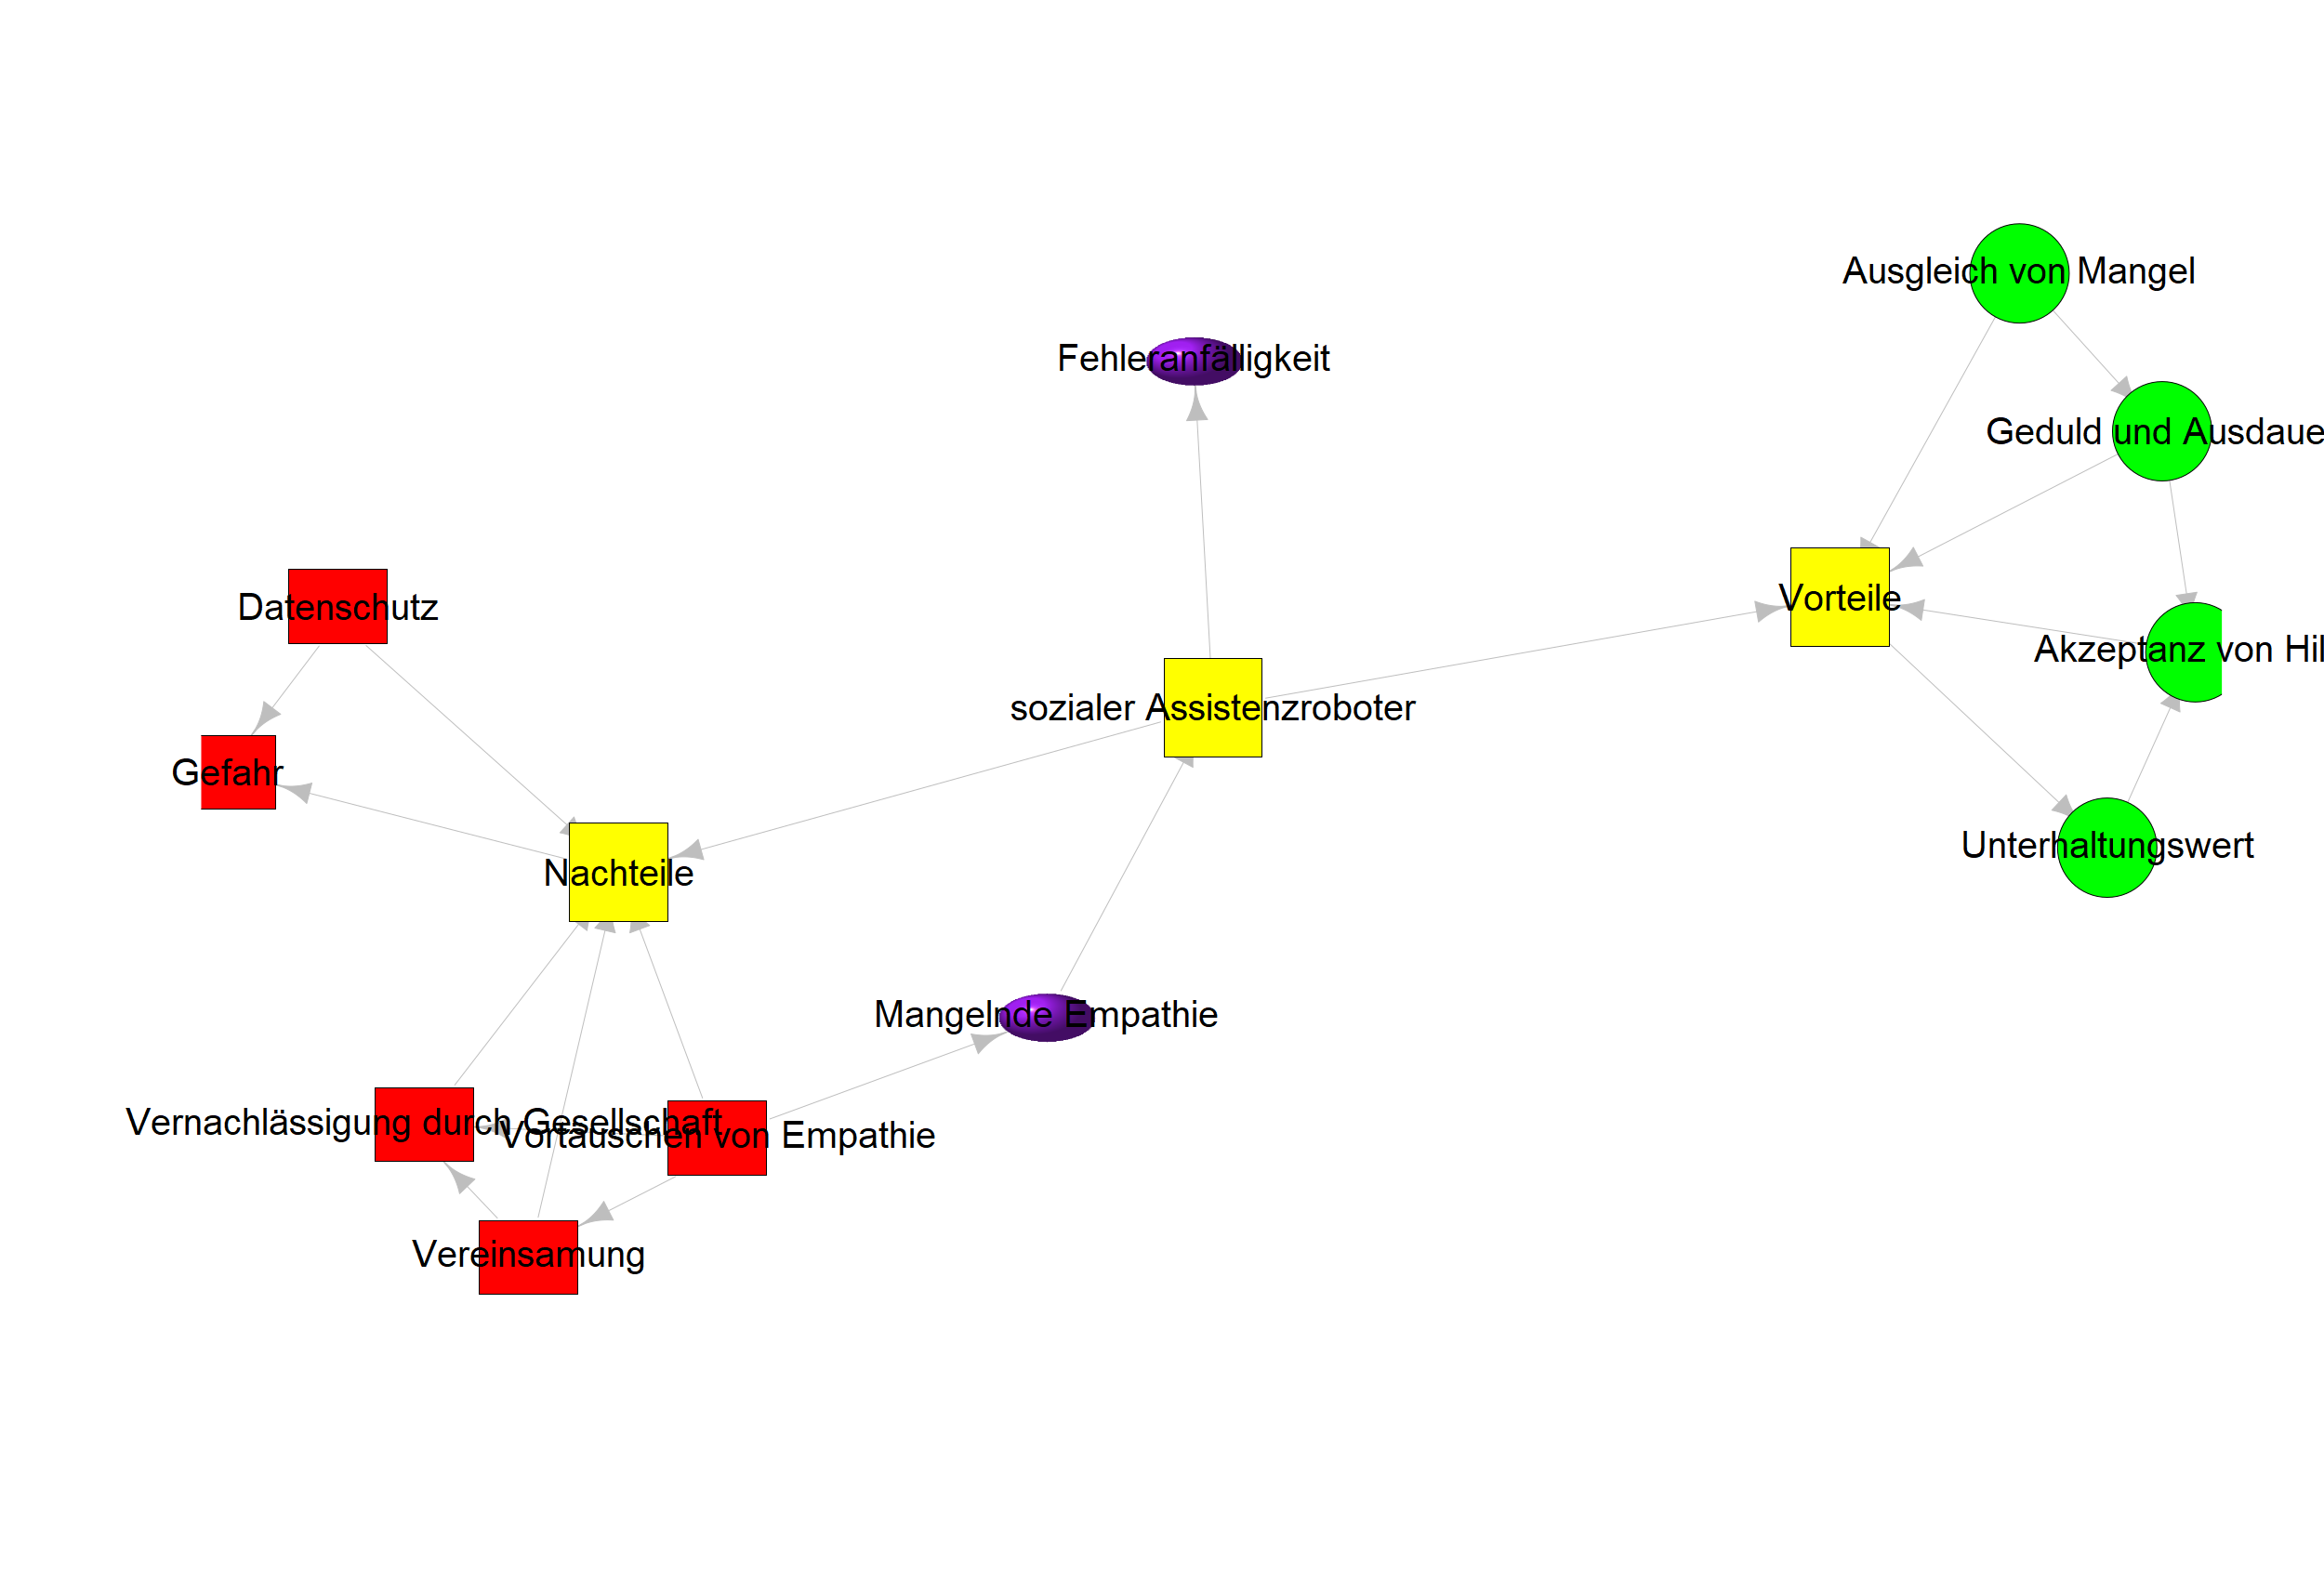 Ausgleich von Mangel
Fehleranfälligkeit
Geduld und Ausdaue
Vorteile
Datenschutz
Akzeptanz von Hil
sozialer Assistenzroboter
Gefahr
Unterhaltungswert
Nachteile
Mangelnde Empathie
Vernachlässigung durch Gesellschaft
Vortäuschen von Empathie
Vereinsamung